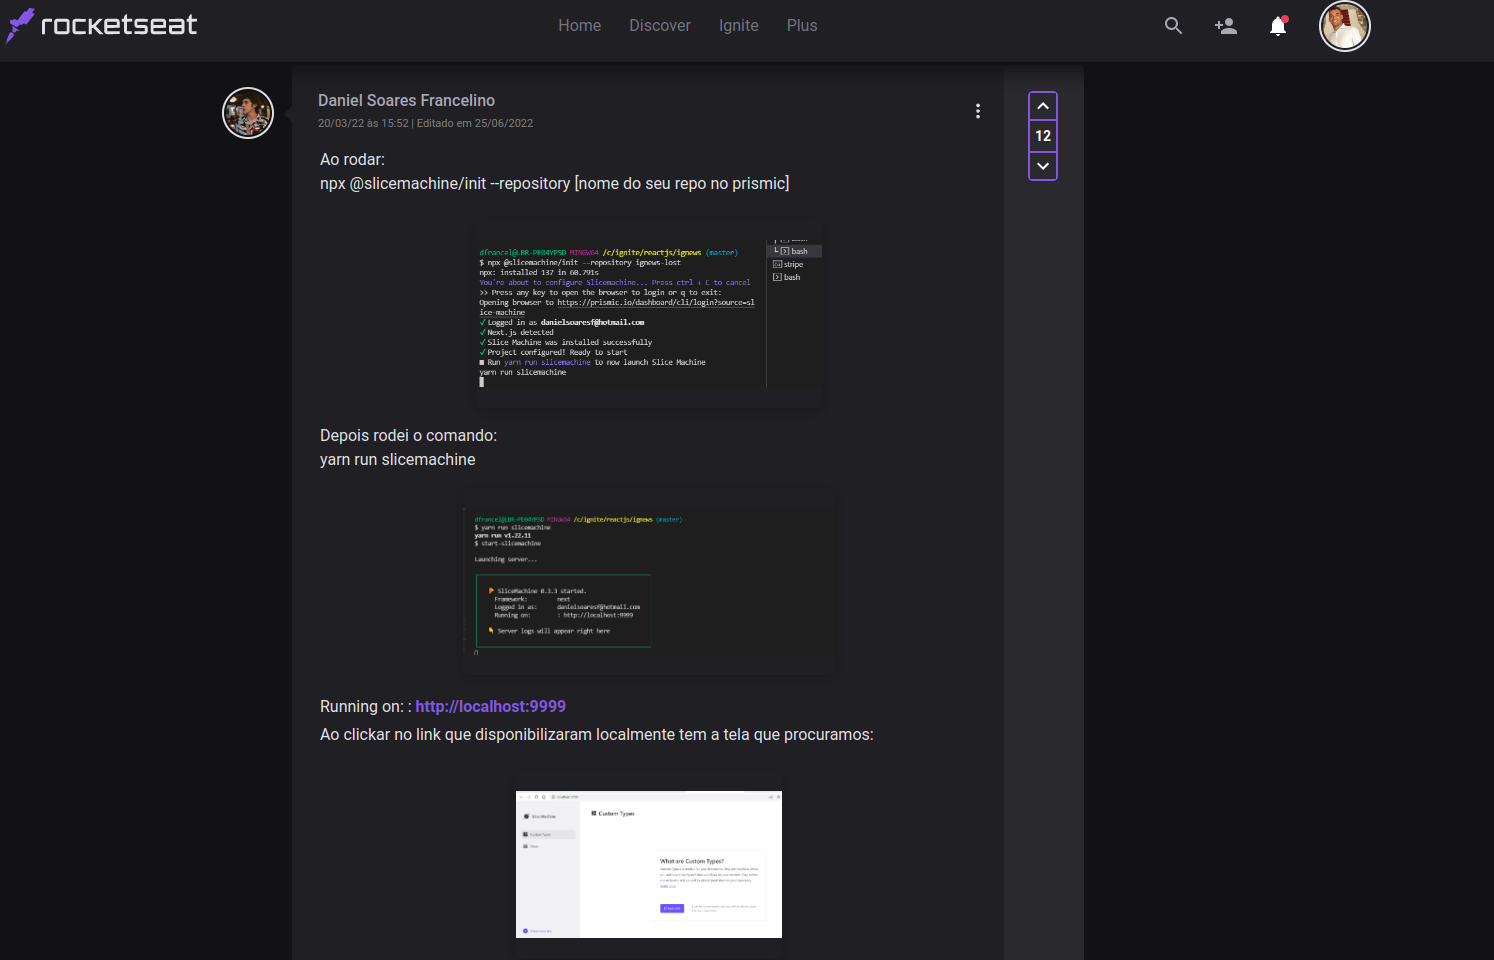 rocketseat
Home Discover Ignite Plus
Daniel Soares Francelino
20/03/22 às 15:52 | Editado em 25/06/2022
12
Ao rodar:
npx @slicemachine/init --repository [nome do seu repo no prismic]
dfrancel@LBR-PE04YPSD MINGW64 /c/ignite/reactjs/ignews (master)
$ npx @slicemachine/init --repository ignews-lost
npx: installed 137 in 60.791s
You're about to configure Slicemachine... Press ctrl + C to cancel
>> Press any key to open the browser to login or q to exit:
Opening browser to https://prismic.io/dashboard/cli/login?source=sl
ice-machine
✓ Logged in as danielsoaresf@hotmail.com
✓ Next.js detected
✓ Slice Machine was installed successfully
✓ Project configured! Ready to start
■ Run yarn run slicemachine to now launch Slice Machine
yarn run slicemachine
bash
stripe
bash
Depois rodei o comando:
yarn run slicemachine
dfrancel@LBR-PE04YPSD MINGW64 /c/ignite/reactjs/ignews (master)
$ yarn run slicemachine
yarn run v1.22.11
$ start-slicemachine
Launching server...
SliceMachine 0.3.3 started.
Framework: next
Logged in as: danielsoaresf@hotmail.com
Running on: : http://localhost:9999
Server logs will appear right here
Running on: : http://localhost:9999
Ao clickar no link que disponibilizaram localmente tem a tela que procuramos:
Slice Machine
Custom Types
Custom Types
What are Custom Types?